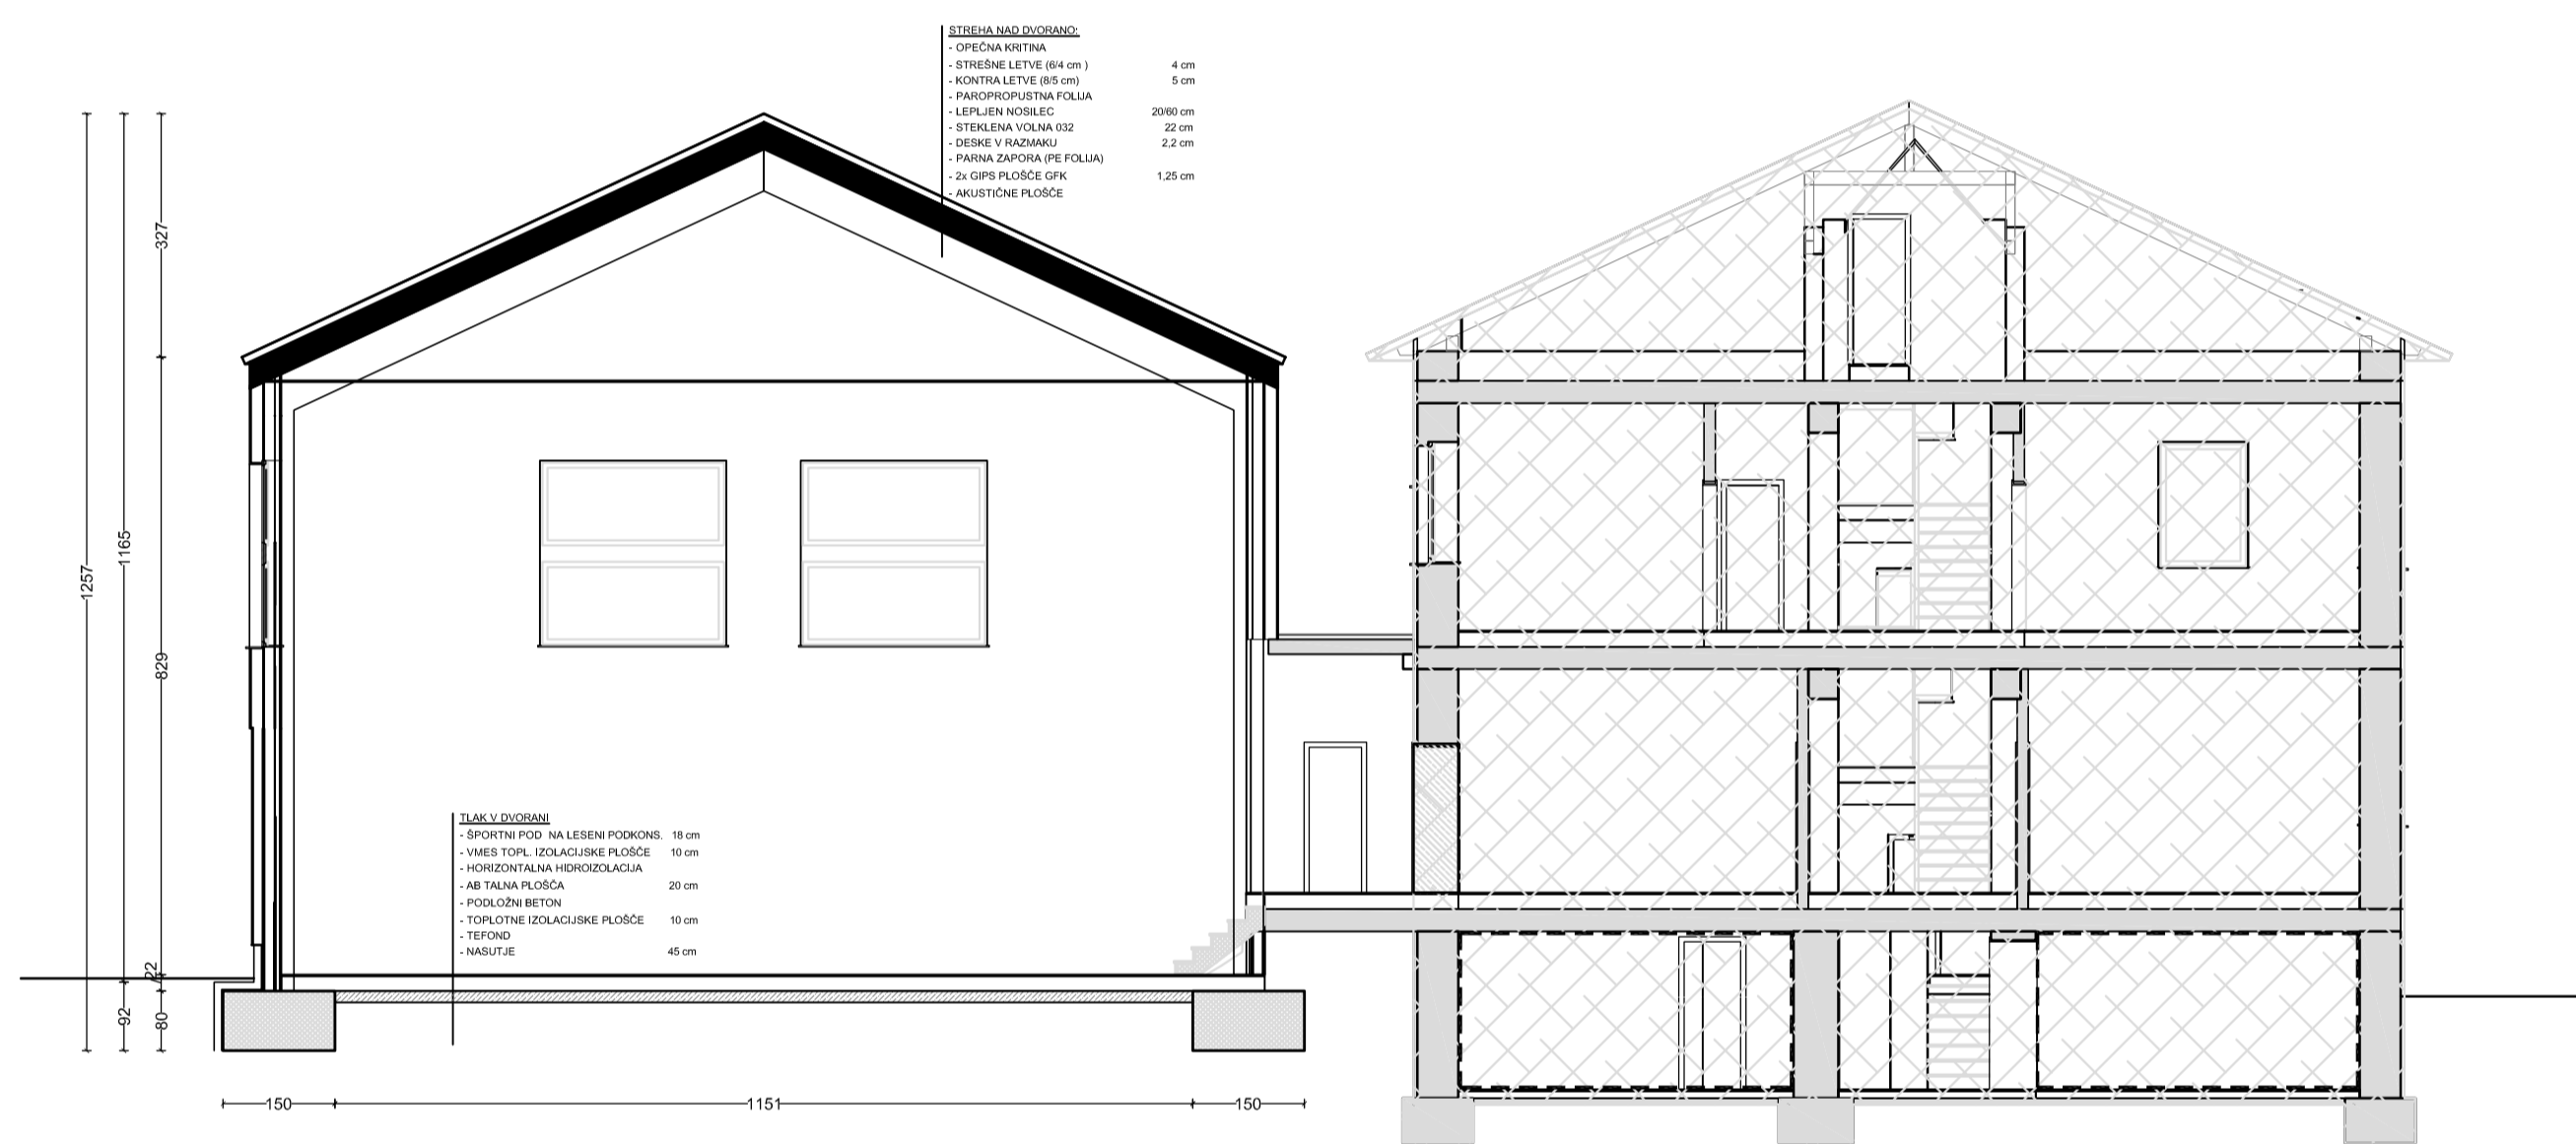 STREHA NAD DVORANO:
- OPEČNA KRITINA
- STREŠNE LETVE (6/4 cm ) 4 cm
- KONTRA LETVE (8/5 cm) 5 cm
- PAROPROPUSTNA FOLIJA
- LEPLJEN NOSILEC 20/60 cm
- STEKLENA VOLNA 032 22 cm
- DESKE V RAZMAKU 2,2 cm
- PARNA ZAPORA (PE FOLIJA)
- 2x GIPS PLOŠČE GFK 1,25 cm
- AKUSTIČNE PLOŠČE
327
1165
1257
829
22
92
80
TLAK V DVORANI
- ŠPORTNI POD NA LESENI PODKONS. 18 cm
- VMES TOPL. IZOLACIJSKE PLOŠČE 10 cm
- HORIZONTALNA HIDROIZOLACIJA
- AB TALNA PLOŠČA 20 cm
- PODLOŽNI BETON
- TOPLOTNE IZOLACIJSKE PLOŠČE 10 cm
- TEFOND
- NASUTJE 45 cm
150
1151
150